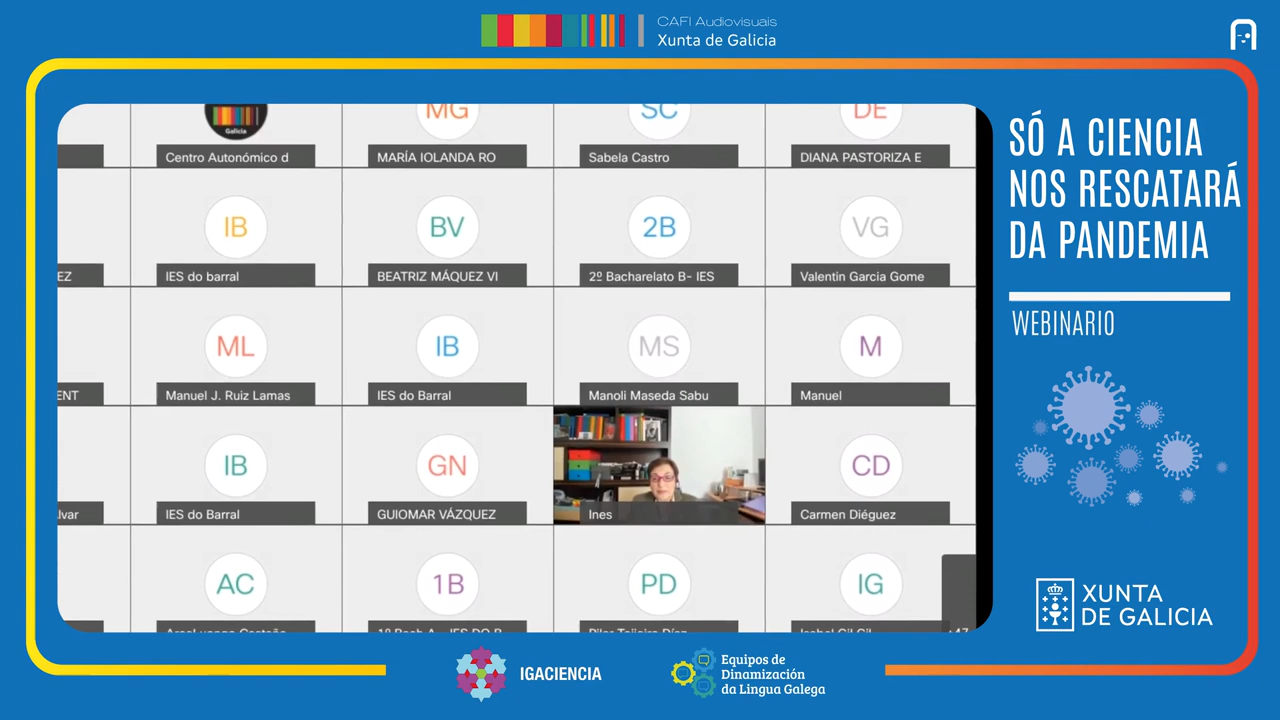 CAFI Audiovisuais
Xunta de Galicia
SÓ A CIENCIA
NOS RESCATARÁ
DA PANDEMIA
WEBINARIO
Galicia
Centro Autonómico d
MG
MARÍA IOLANDA RO
SC
Sabela Castro
DE
DIANA PASTORIZA E
EZ
IB
IES do barral
BV
BEATRIZ MÁQUEZ VI
2B
2º Bacharelato B- IES
VG
Valentin Garcia Gome
ENT
ML
Manuel J. Ruiz Lamas
IB
IES do Barral
MS
Manoli Maseda Sabu
M
Manuel
lvar
IB
IES do Barral
GN
GUIOMAR VÁZQUEZ
Ines
CD
Carmen Diéguez
AC
1B
PD
IG
XUNTA
DE GALICIA
IGACIENCIA
Equipos de
Dinamización
da Lingua Galega